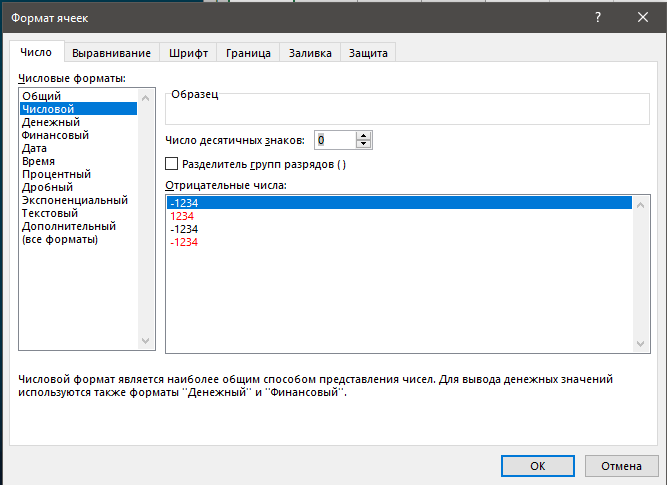 Формат ячеек
?
Число Выравнивание Шрифт Граница Заливка Защита
Числовые форматы:
Общий
Числовой
Денежный
Финансовый
Дата
Время
Процентный
Дробный
Экспоненциальный
Текстовый
Дополнительный
(все форматы)
Образец
Число десятичных знаков: 0
Разделитель групп разрядов ( )
Отрицательные числа:
-1234
1234
-1234
-1234
Числовой формат является наиболее общим способом представления чисел. Для вывода денежных значений
используются также форматы "Денежный" и "Финансовый".
ОК Отмена